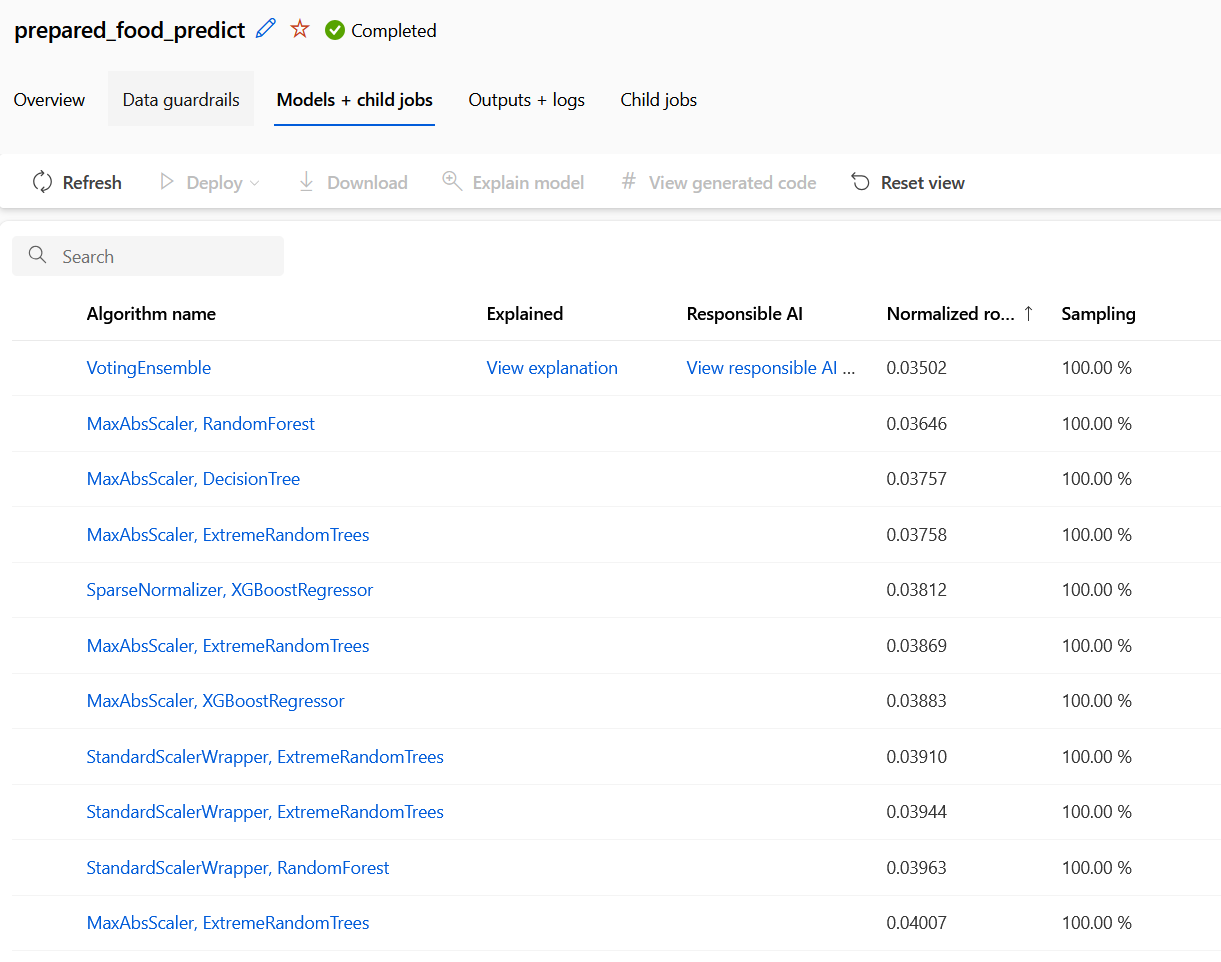 prepared_food_predict Completed
Overview Data guardrails Models + child jobs Outputs + logs Child jobs
Refresh Deploy Download Explain model # View generated code Reset view
Search
Algorithm name Explained Responsible AI Normalized ro... ↑ Sampling
VotingEnsemble View explanation View responsible AI ... 0.03502 100.00 %
MaxAbsScaler, RandomForest 0.03646 100.00 %
MaxAbsScaler, DecisionTree 0.03757 100.00 %
MaxAbsScaler, ExtremeRandomTrees 0.03758 100.00 %
SparseNormalizer, XGBoostRegressor 0.03812 100.00 %
MaxAbsScaler, ExtremeRandomTrees 0.03869 100.00 %
MaxAbsScaler, XGBoostRegressor 0.03883 100.00 %
StandardScalerWrapper, ExtremeRandomTrees 0.03910 100.00 %
StandardScalerWrapper, ExtremeRandomTrees 0.03944 100.00 %
StandardScalerWrapper, RandomForest 0.03963 100.00 %
MaxAbsScaler, ExtremeRandomTrees 0.04007 100.00 %